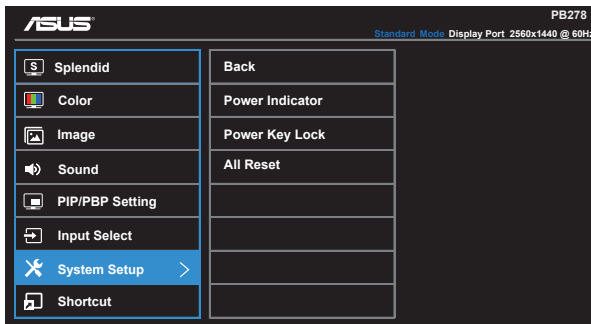 ASUS
PB278
Standard Mode Display Port 2560x1440 @ 60Hz
S Splendid
Color
Image
Sound
PIP/PBP Setting
Input Select
System Setup
Shortcut
Back
Power Indicator
Power Key Lock
All Reset